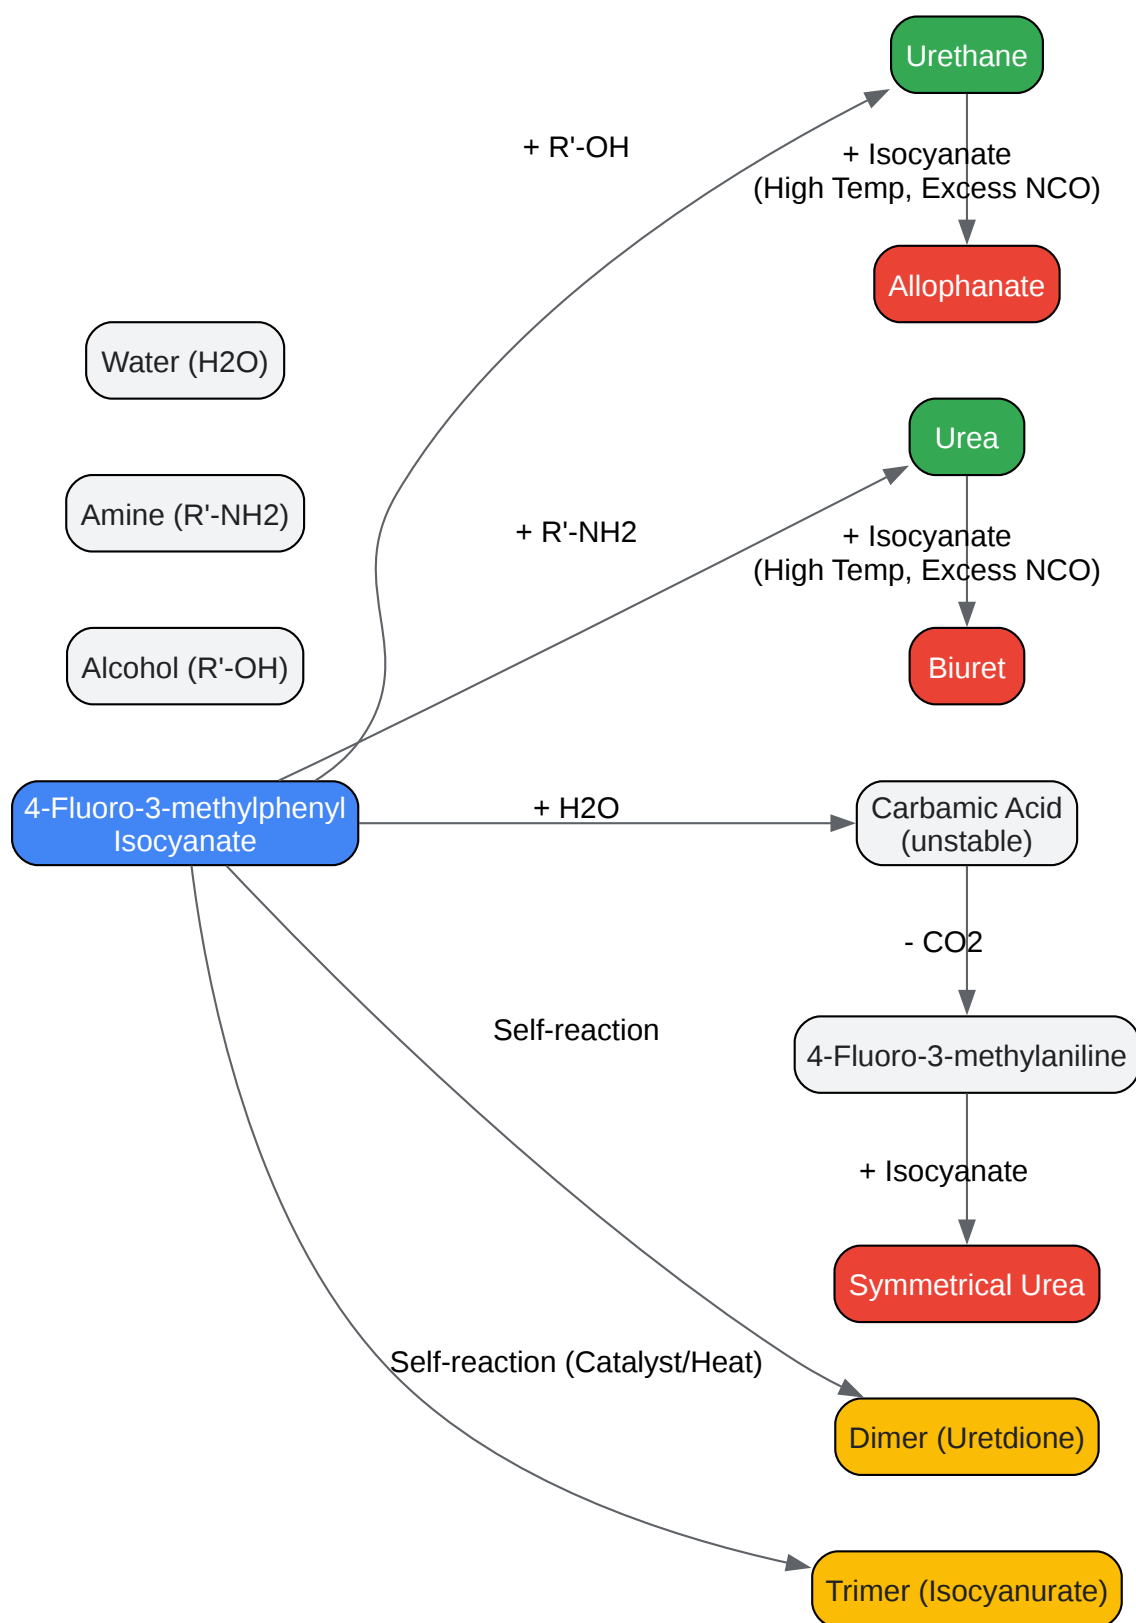 Urethane
+ R'-OH
+ Isocyanate
(High Temp, Excess NCO)
Allophanate
Water (H2O)
Urea
Amine (R'-NH2)
+ R'-NH2
+ Isocyanate
(High Temp, Excess NCO)
Alcohol (R'-OH)
Biuret
4-Fluoro-3-methylphenyl
Isocyanate
+ H2O
Carbamic Acid
(unstable)
- CO2
Self-reaction
4-Fluoro-3-methylaniline
+ Isocyanate
Symmetrical Urea
Self-reaction (Catalyst/Heat)
Dimer (Uretdione)
Trimer (Isocyanurate)